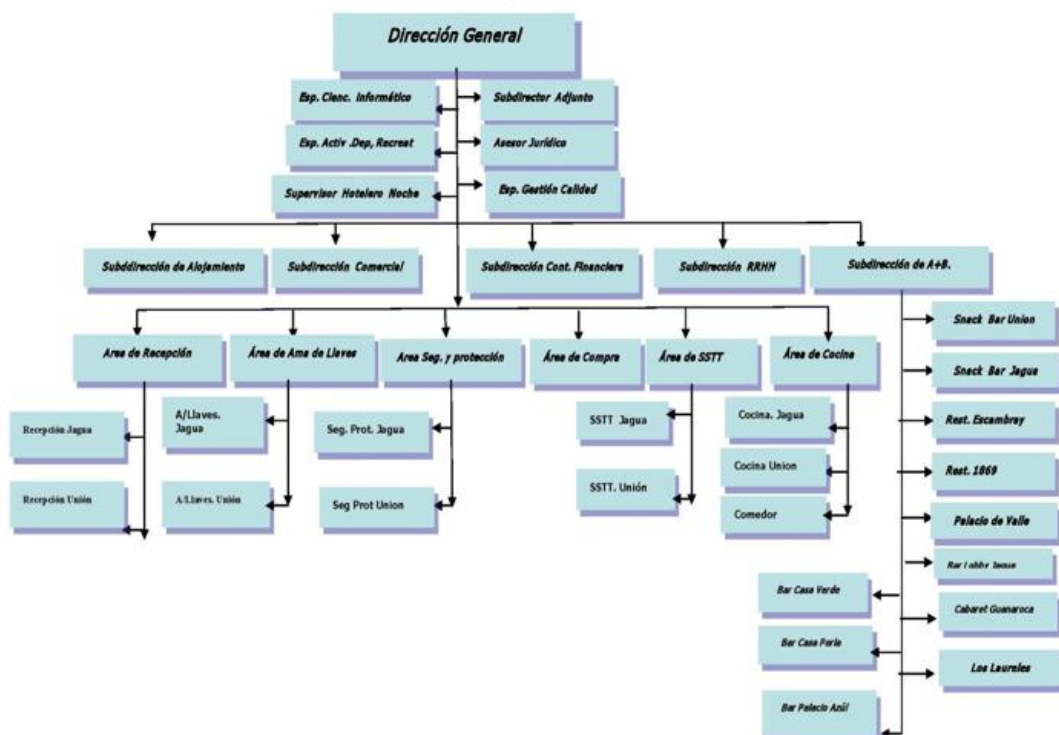 Dirección General
Esp. Cienc. Informático
Subdirector Adjunto
Esp. Activ .Dep, Recreat
Asesor Jurídico
Supervisor Hotelero Noche
Esp. Gestión Calidad
Subddirección de Alojamiento
Subdirección Comercial
Subdirección Cont. Financiera
Subdirección RRHH
Subdirección de A+B.
Area de Recepción
Área de Ama de Llaves
Area Seg. y protección
Área de Compra
Área de SSTT
Área de Cocina
Snack Bar Union
Snack Bar Jagua
Rest. Escambray
Rest. 1869
Palacio de Valle
Bar Lobby Jagua
Cabaret Guanaroca
Los Laureles
Recepción Jagua
A/Llaves.
Jagua
Seg. Prot. Jagua
SSTT Jagua
Cocina. Jagua
Recepción Unión
A/Llaves. Unión
Seg Prot Union
SSTT. Unión
Cocina Union
Comedor
Bar Casa Verde
Bar Casa Perla
Bar Palacio Azúl